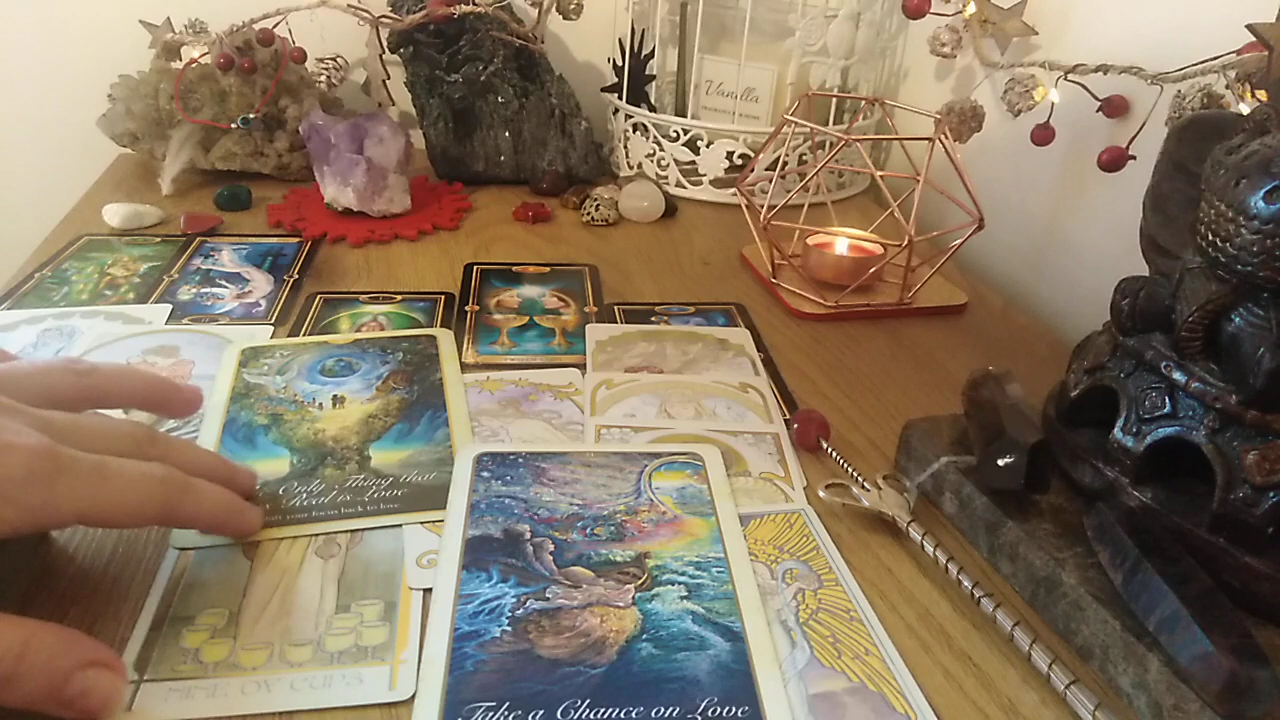 Vanilla
Only Thing that
Real is Love
your focus back to love
NINE OF CUPS
Take a Chance on Love